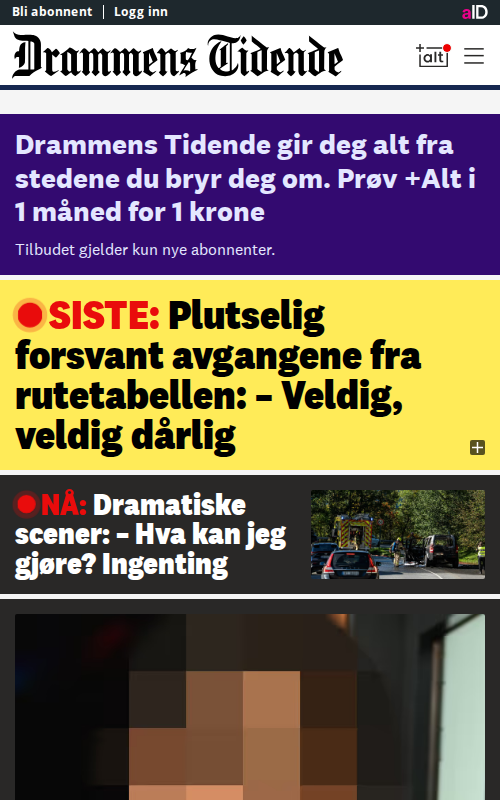 Bli abonnent Logg inn aID
Drammens Tidende +alt
Drammens Tidende gir deg alt fra
stedene du bryr deg om. Prøv +Alt i
1 måned for 1 krone
Tilbudet gjelder kun nye abonnenter.
SISTE: Plutselig
forsvant avgangene fra
rutetabellen: – Veldig,
veldig dårlig
NÅ: Dramatiske
scener: – Hva kan jeg
gjøre? Ingenting